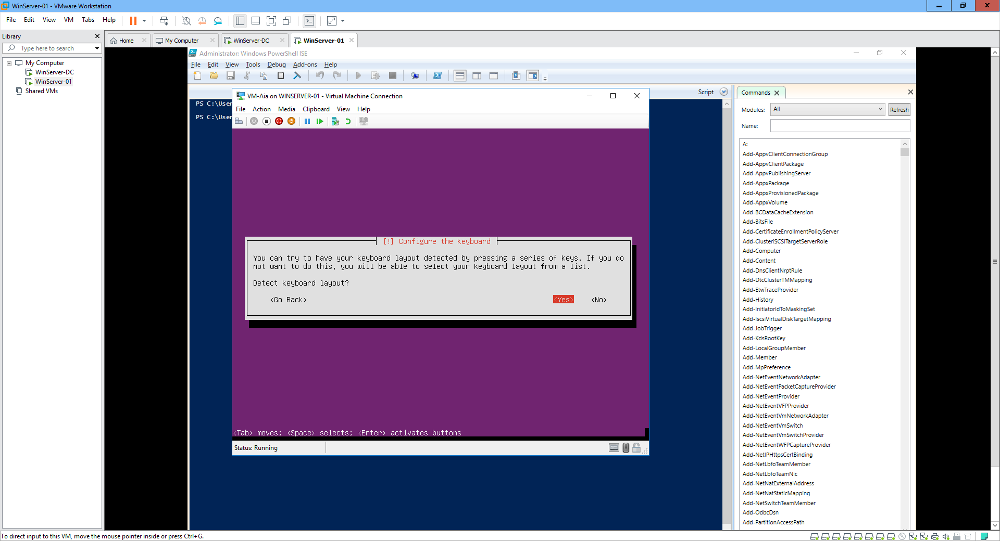 WinServer-01 - VMware Workstation
File Edit View VM Tabs Help
Library
Type here to search
My Computer
WinServer-DC
WinServer-01
Shared VMs
Home My Computer WinServer-DC WinServer-01
Administrator: Windows PowerShell ISE
File Edit View Tools Debug Add-ons Help
Script
PS C:\User
PS C:\User
VM-Aia on WINSERVER-01 - Virtual Machine Connection
File Action Media Clipboard View Help
[!] Configure the keyboard
You can try to have your keyboard layout detected by pressing a series of keys. If you do
not want to do this, you will be able to select your keyboard layout from a list.
Detect keyboard layout?
<Go Back> <Yes> <No>
<Tab> moves; <Space> selects; <Enter> activates buttons
Status: Running
Commands
Modules: All Refresh
Name:
A:
Add-AppvClientConnectionGroup
Add-AppvClientPackage
Add-AppvPublishingServer
Add-AppxPackage
Add-AppxProvisionedPackage
Add-AppxVolume
Add-BCDataCacheExtension
Add-BitsFile
Add-CertificateEnrollmentPolicyServer
Add-ClusteriSCSITargetServerRole
Add-Computer
Add-Content
Add-DnsClientNrptRule
Add-DtcClusterTMMapping
Add-EtwTraceProvider
Add-History
Add-InitiatorIdToMaskingSet
Add-IscsiVirtualDiskTargetMapping
Add-JobTrigger
Add-KdsRootKey
Add-LocalGroupMember
Add-Member
Add-MpPreference
Add-NetEventNetworkAdapter
Add-NetEventPacketCaptureProvider
Add-NetEventProvider
Add-NetEventVFPProvider
Add-NetEventVmNetworkAdapter
Add-NetEventVmSwitch
Add-NetEventVmSwitchProvider
Add-NetEventWFPCaptureProvider
Add-NetIPHttpsCertBinding
Add-NetLbfoTeamMember
Add-NetLbfoTeamNic
Add-NetNatExternalAddress
Add-NetNatStaticMapping
Add-NetSwitchTeamMember
Add-OdbcDsn
Add-PartitionAccessPath
To direct input to this VM, move the mouse pointer inside or press Ctrl+G.